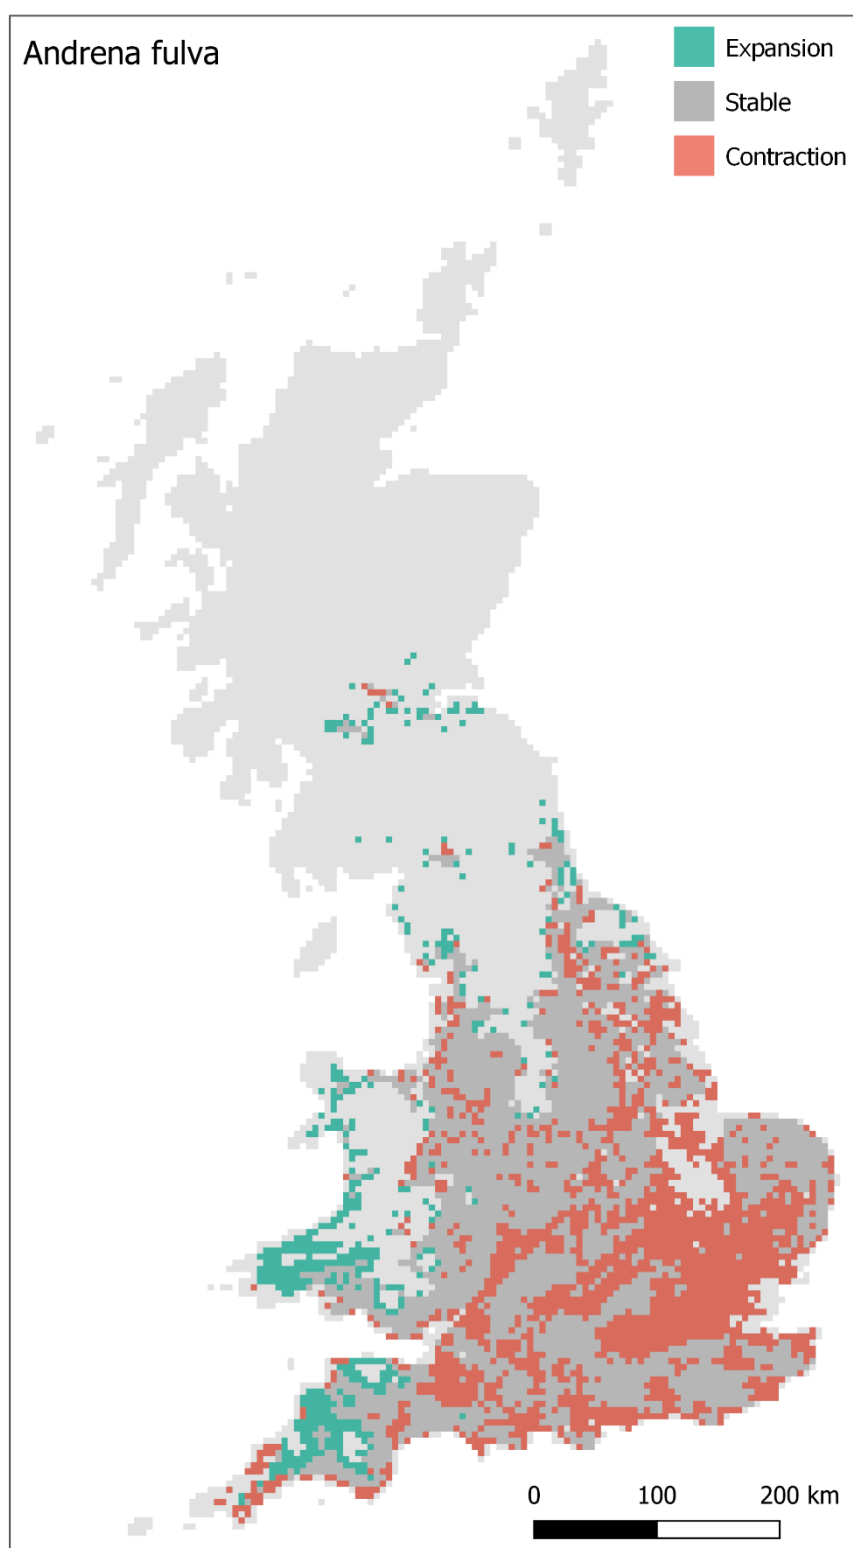 Andrena fulva
Expansion
Stable
Contraction
0 100 200 km